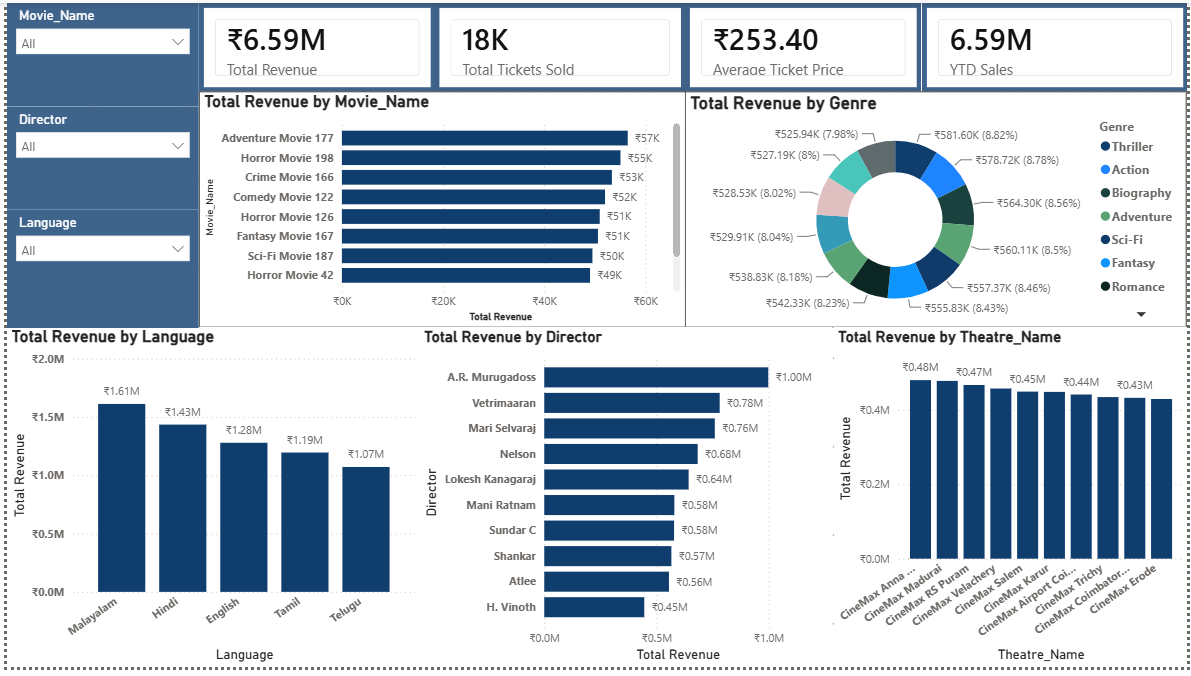 Movie_Name
All
Director
All
Language
All
₹6.59M
Total Revenue
18K
Total Tickets Sold
₹253.40
Average Ticket Price
6.59M
YTD Sales
Total Revenue by Movie_Name
Movie_Name
Adventure Movie 177
₹57K
Horror Movie 198
₹55K
Crime Movie 166
₹53K
Comedy Movie 122
₹52K
Horror Movie 126
₹51K
Fantasy Movie 167
₹51K
Sci-Fi Movie 187
₹50K
Horror Movie 42
₹49K
₹0K ₹20K ₹40K ₹60K
Total Revenue
Total Revenue by Genre
₹581.60K (8.82%)
₹578.72K (8.78%)
₹564.30K (8.56%)
₹560.11K (8.5%)
₹557.37K (8.46%)
₹555.83K (8.43%)
₹542.33K (8.23%)
₹538.83K (8.18%)
₹529.91K (8.04%)
₹528.53K (8.02%)
₹527.19K (8%)
₹525.94K (7.98%)
Genre
Thriller
Action
Biography
Adventure
Sci-Fi
Fantasy
Romance
Total Revenue by Language
Total Revenue
₹2.0M
₹1.5M
₹1.0M
₹0.5M
₹0.0M
₹1.61M
₹1.43M
₹1.28M
₹1.19M
₹1.07M
Malayalam
Hindi
English
Tamil
Telugu
Language
Total Revenue by Director
Director
A.R. Murugadoss
₹1.00M
Vetrimaaran
₹0.78M
Mari Selvaraj
₹0.76M
Nelson
₹0.68M
Lokesh Kanagaraj
₹0.64M
Mani Ratnam
₹0.58M
Sundar C
₹0.58M
Shankar
₹0.57M
Atlee
₹0.56M
H. Vinoth
₹0.45M
₹0.0M ₹0.5M ₹1.0M
Total Revenue
Total Revenue by Theatre_Name
Total Revenue
₹0.4M
₹0.2M
₹0.0M
₹0.48M
₹0.47M
₹0.45M
₹0.44M
₹0.43M
CineMax Anna ...
CineMax Madurai
CineMax RS Puram
CineMax Velachery
CineMax Salem
CineMax Karur
CineMax Airport Coi...
CineMax Trichy
CineMax Coimbator...
CineMax Erode
Theatre_Name